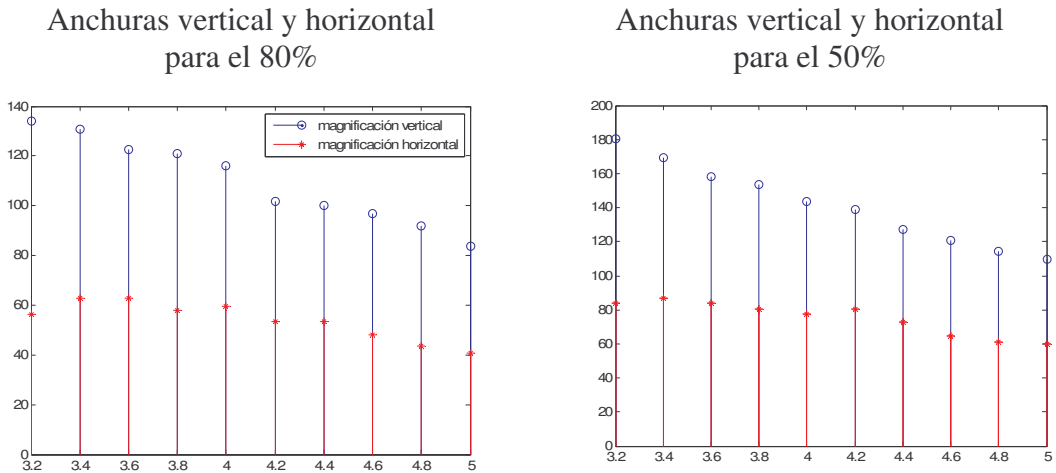 Anchuras vertical y horizontal
para el 80%
140
120
100
80
60
40
20
0
3.2 3.4 3.6 3.8 4 4.2 4.4 4.6 4.8 5
magnificación vertical
magnificación horizontal
Anchuras vertical y horizontal
para el 50%
200
180
160
140
120
100
80
60
40
20
0
3.2 3.4 3.6 3.8 4 4.2 4.4 4.6 4.8 5